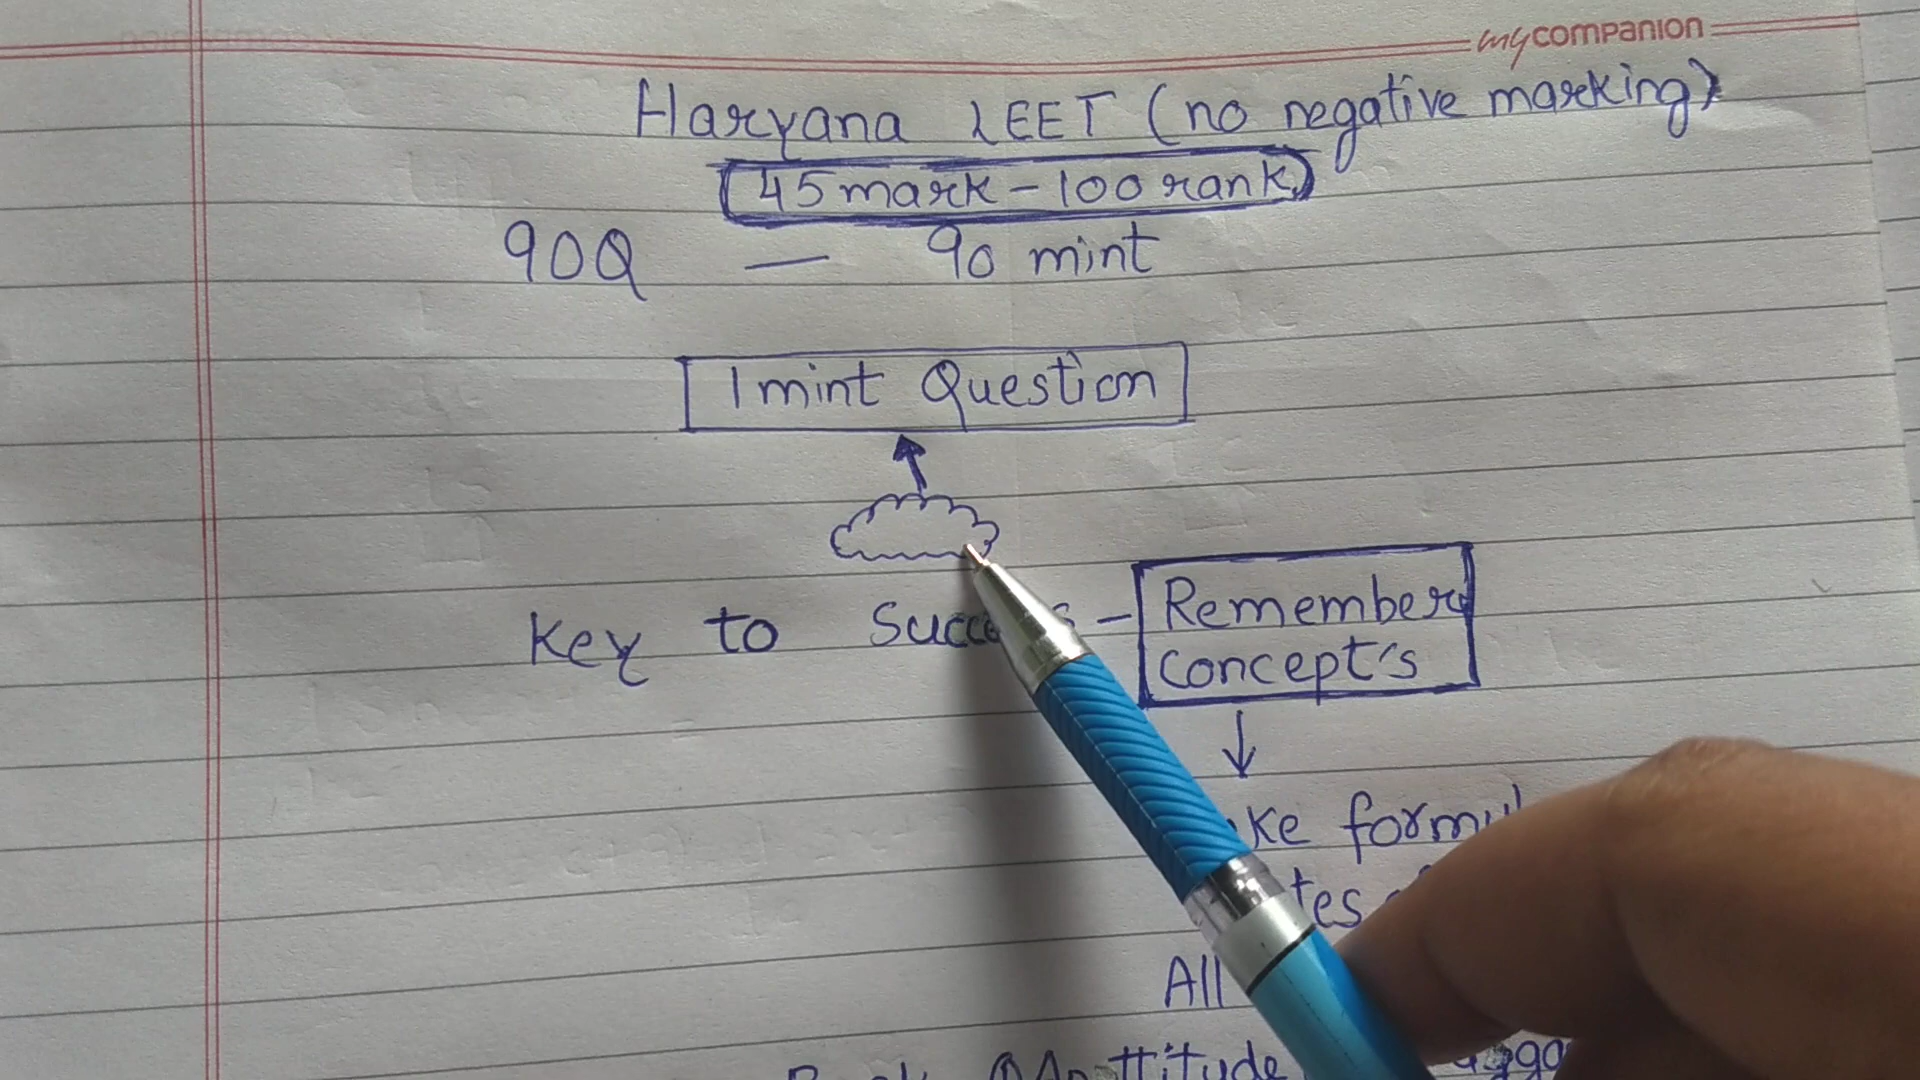 mycompanion
Haryana LEET (no negative marking)
(45 mark - 100 rank)
90Q — 90 mint
1 mint Question
Key to - Remember
concept's
All